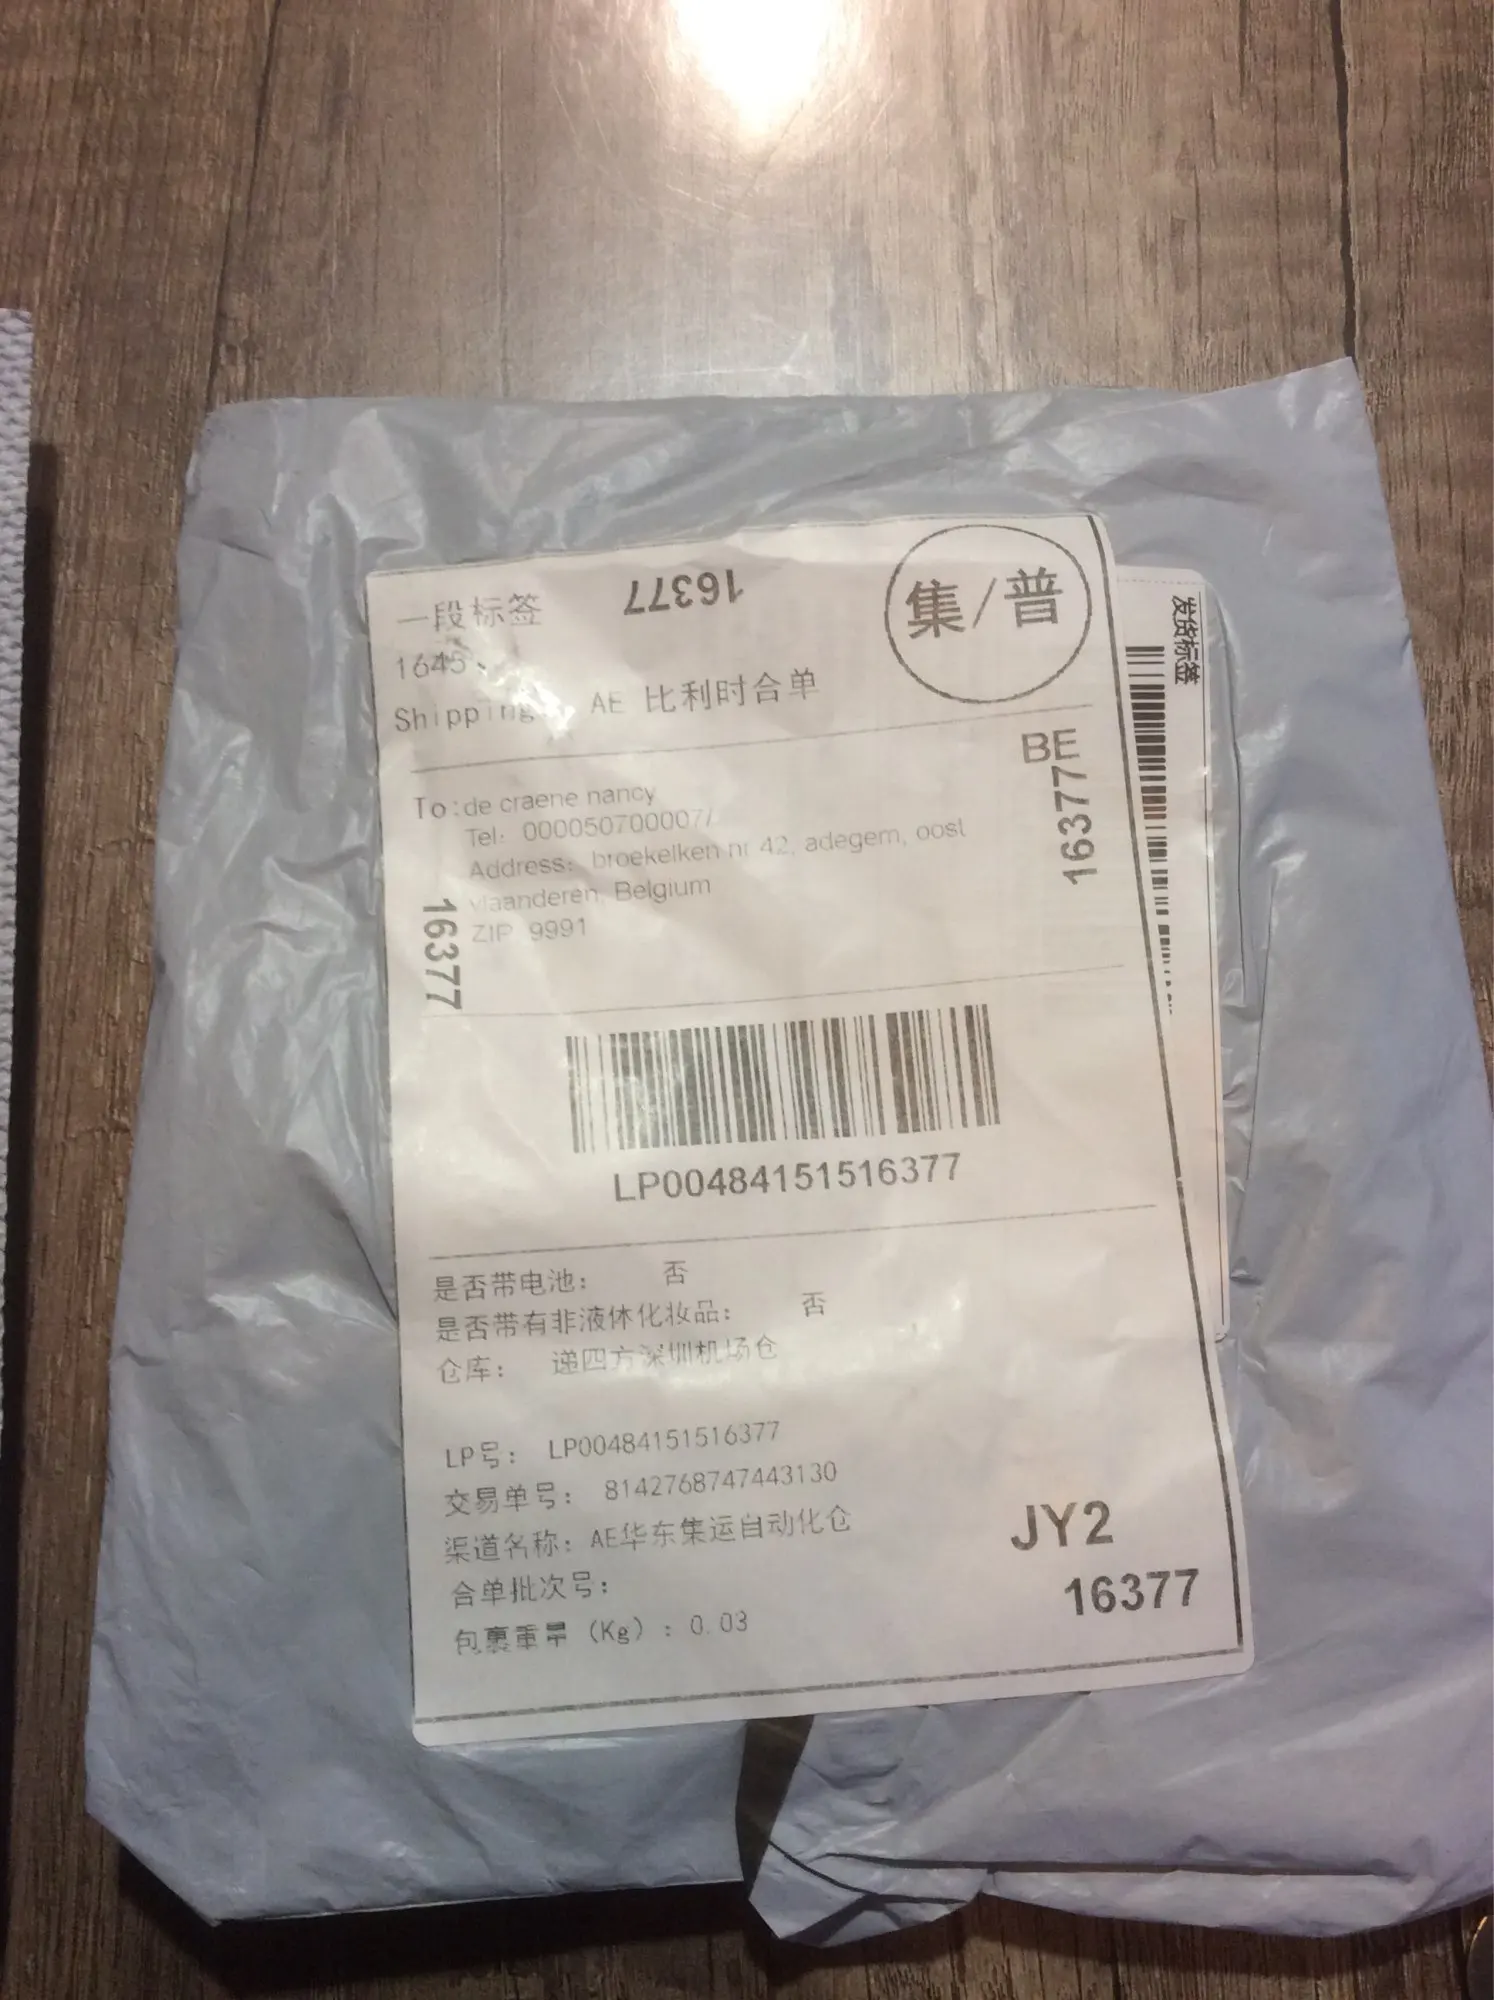 一段标签
16377
集/普
发货标签
1645
Shipping AE 比利时合单
BE
16377
To:de craene nancy
Tel: 000050700007/
Address: broekelken nr 42, adegem, oost
vlaanderen, Belgium
ZIP 9991
16377
LP00484151516377
是否带电池: 否
是否带有非液体化妆品: 否
仓库: 递四方深圳机场仓
LP号: LP00484151516377
交易单号: 8142768747443130
渠道名称: AE华东集运自动化仓
合单批次号:
包裹重量 (Kg) : 0.03
JY2
16377